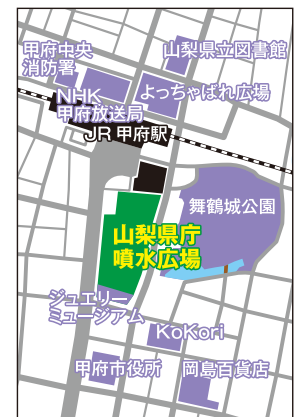 甲府中央
消防署
山梨県立図書館
NHK
甲府放送局
よっちゃばれ広場
JR 甲府駅
舞鶴城公園
山梨県庁
噴水広場
ジュエリー
ミュージアム
KoKori
甲府市役所
岡島百貨店